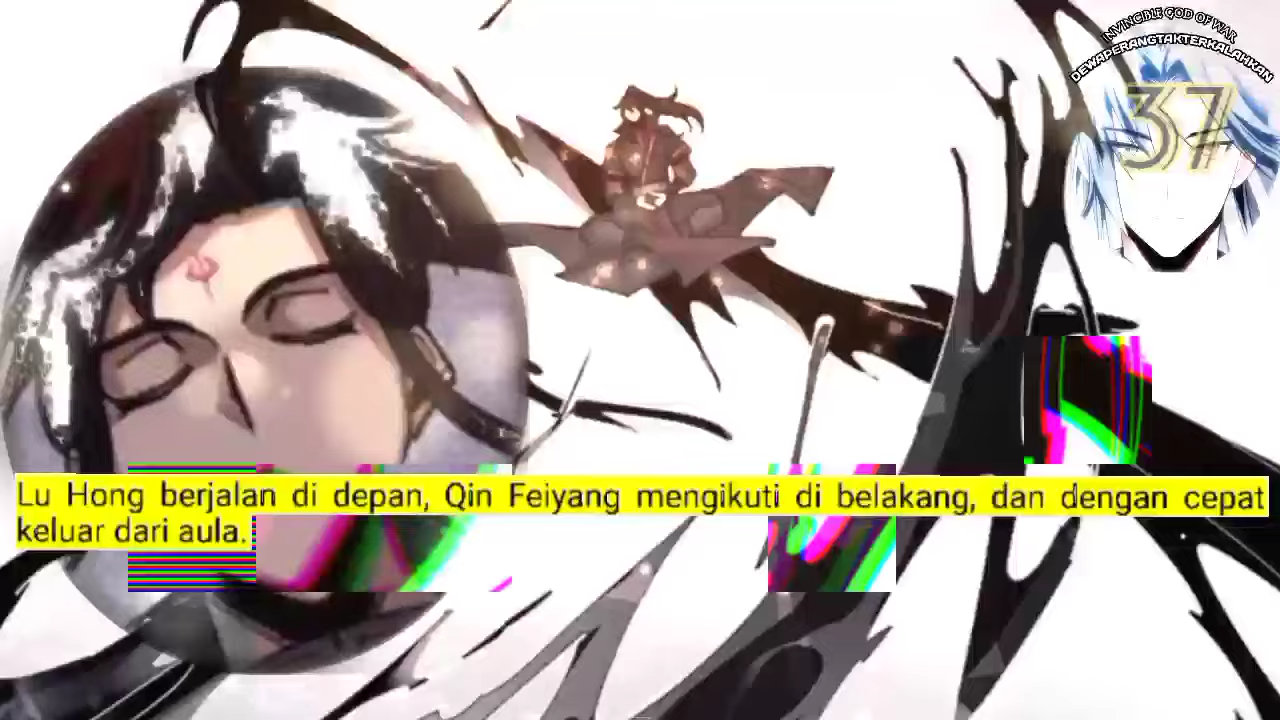 INVINCIBLE GOD OF WAR
DEWAPERANGTAKTERKALAHKAN
37
Lu Hong berjalan di depan, Qin Feiyang mengikuti di belakang, dan dengan cepat
keluar dari aula.